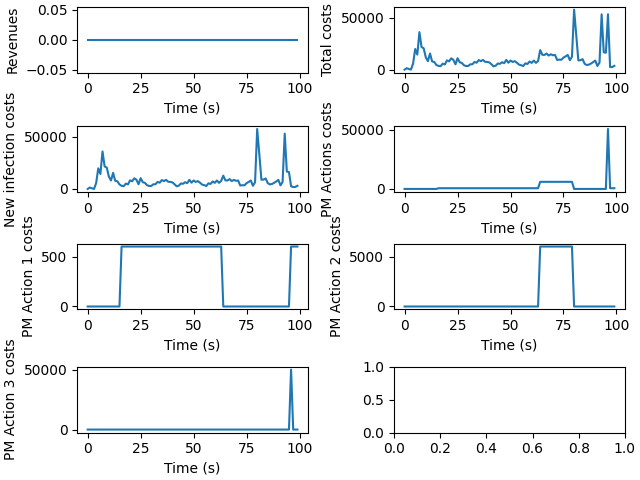 Revenues
0.05
0.00
−0.05
0 25 50 75 100
Time (s)
Total costs
50000
0
0 25 50 75 100
Time (s)
New infection costs
50000
0
0 25 50 75 100
Time (s)
PM Actions costs
50000
0
0 25 50 75 100
Time (s)
PM Action 1 costs
500
0
0 25 50 75 100
Time (s)
PM Action 2 costs
5000
0
0 25 50 75 100
Time (s)
PM Action 3 costs
50000
0
0 25 50 75 100
Time (s)
1.0
0.5
0.0
0.0 0.2 0.4 0.6 0.8 1.0